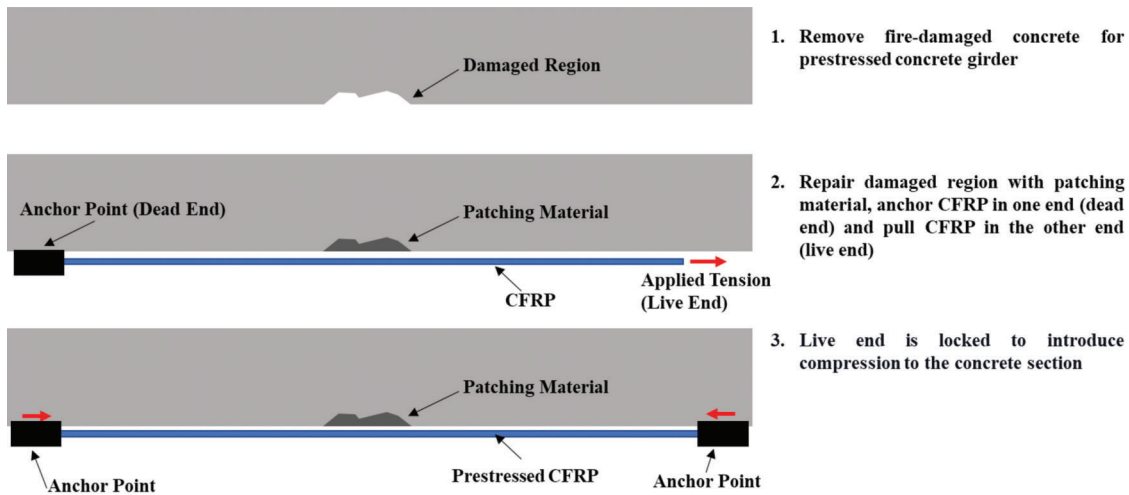 Damaged Region
1. Remove fire-damaged concrete for
prestressed concrete girder
Anchor Point (Dead End)
Patching Material
CFRP
Applied Tension
(Live End)
2. Repair damaged region with patching
material, anchor CFRP in one end (dead
end) and pull CFRP in the other end
(live end)
Patching Material
Anchor Point
Prestressed CFRP
Anchor Point
3. Live end is locked to introduce
compression to the concrete section